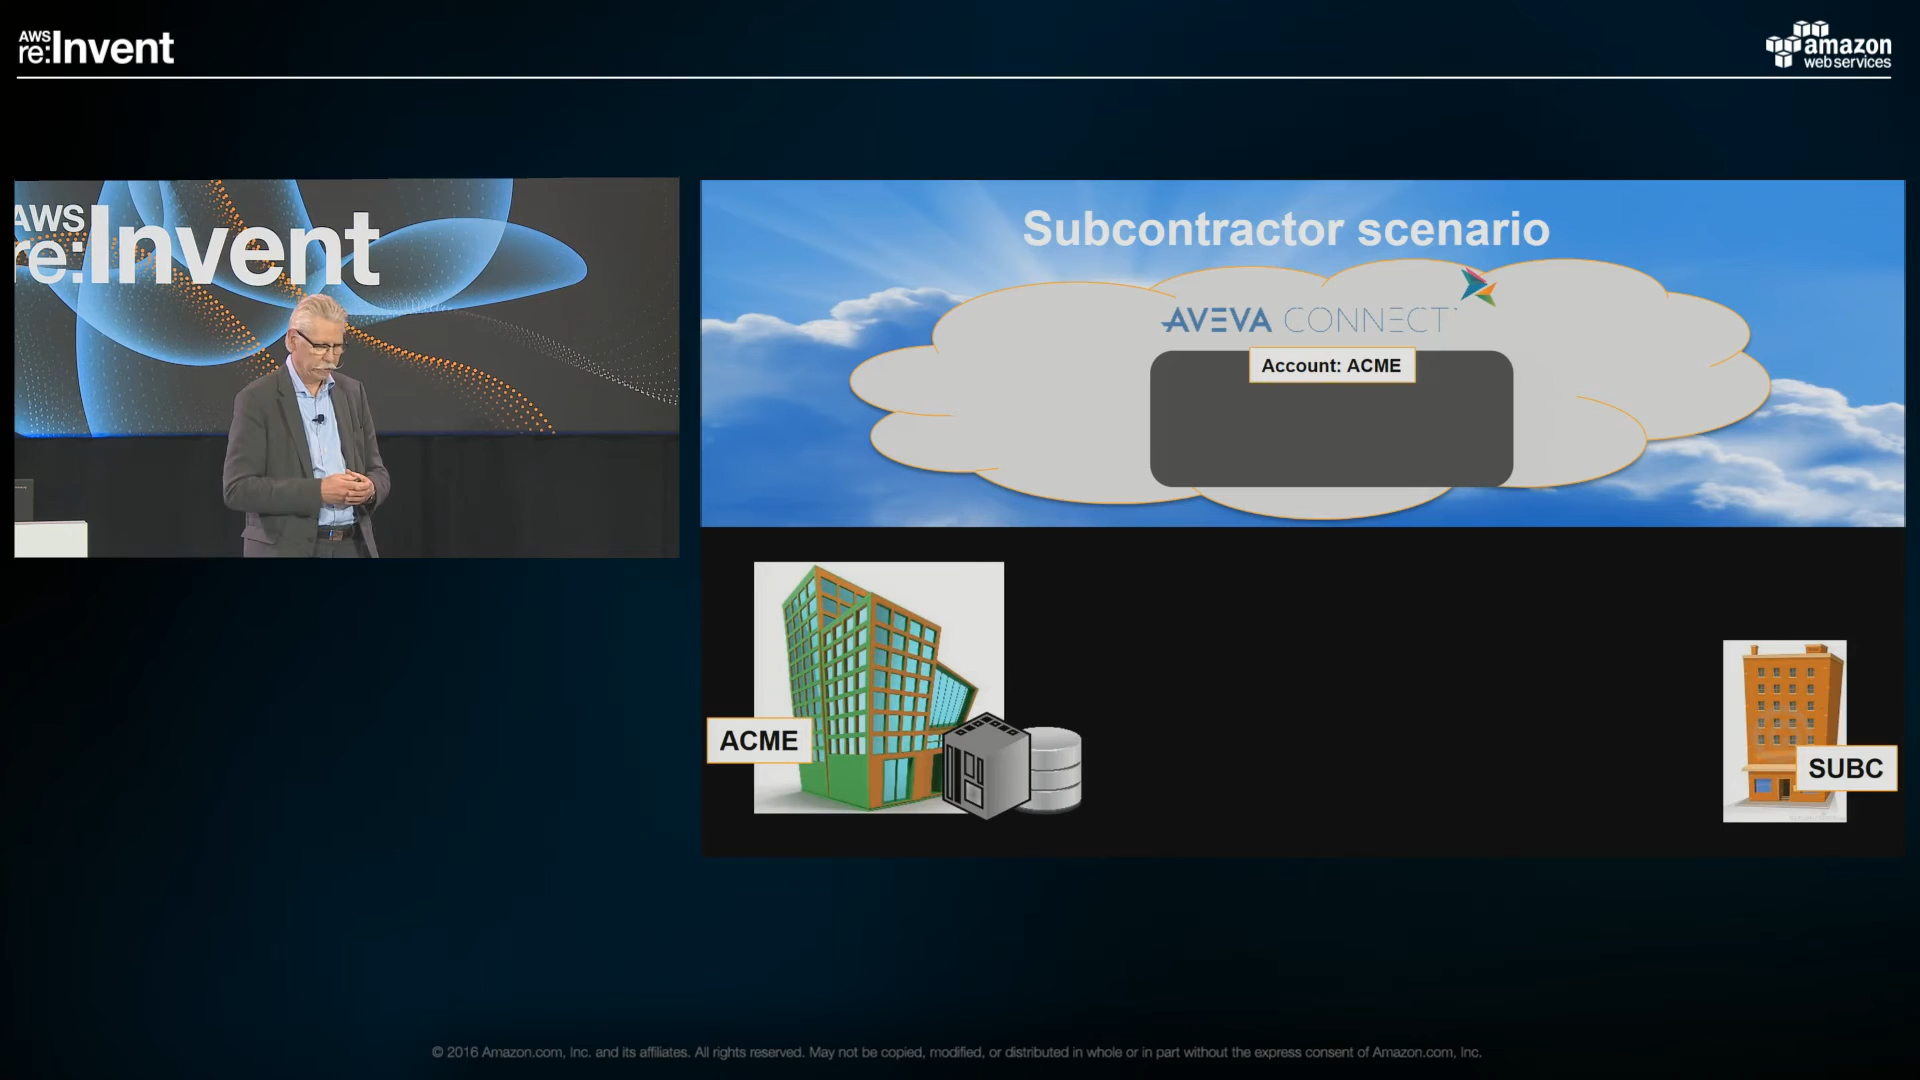 AWS
re:Invent
amazon
web services
AWS
re:Invent
Subcontractor scenario
AVEVA CONNECT
Account: ACME
ACME
SUBC
© 2016 Amazon.com, Inc. and its affiliates. All rights reserved. May not be copied, modified, or distributed in whole or in part without the express consent of Amazon.com, Inc.